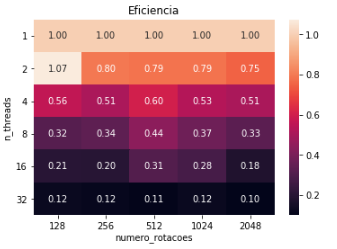 Eficiencia
n_threads
1 1.00 1.00 1.00 1.00 1.00
2 1.07 0.80 0.79 0.79 0.75
4 0.56 0.51 0.60 0.53 0.51
8 0.32 0.34 0.44 0.37 0.33
16 0.21 0.20 0.31 0.28 0.18
32 0.12 0.12 0.11 0.12 0.10
128 256 512 1024 2048
numero_rotacoes
1.0
0.8
0.6
0.4
0.2